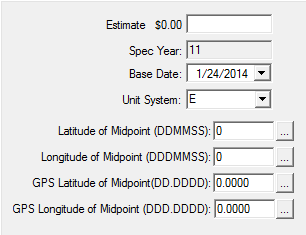 Estimate $0.00
Spec Year: 11
Base Date: 1/24/2014
Unit System: E
Latitude of Midpoint (DDMMSS): 0 ...
Longitude of Midpoint (DDDMMSS): 0 ...
GPS Latitude of Midpoint(DD.DDDD): 0.0000 ...
GPS Longitude of Midpoint (DDD.DDDD): 0.0000 ...